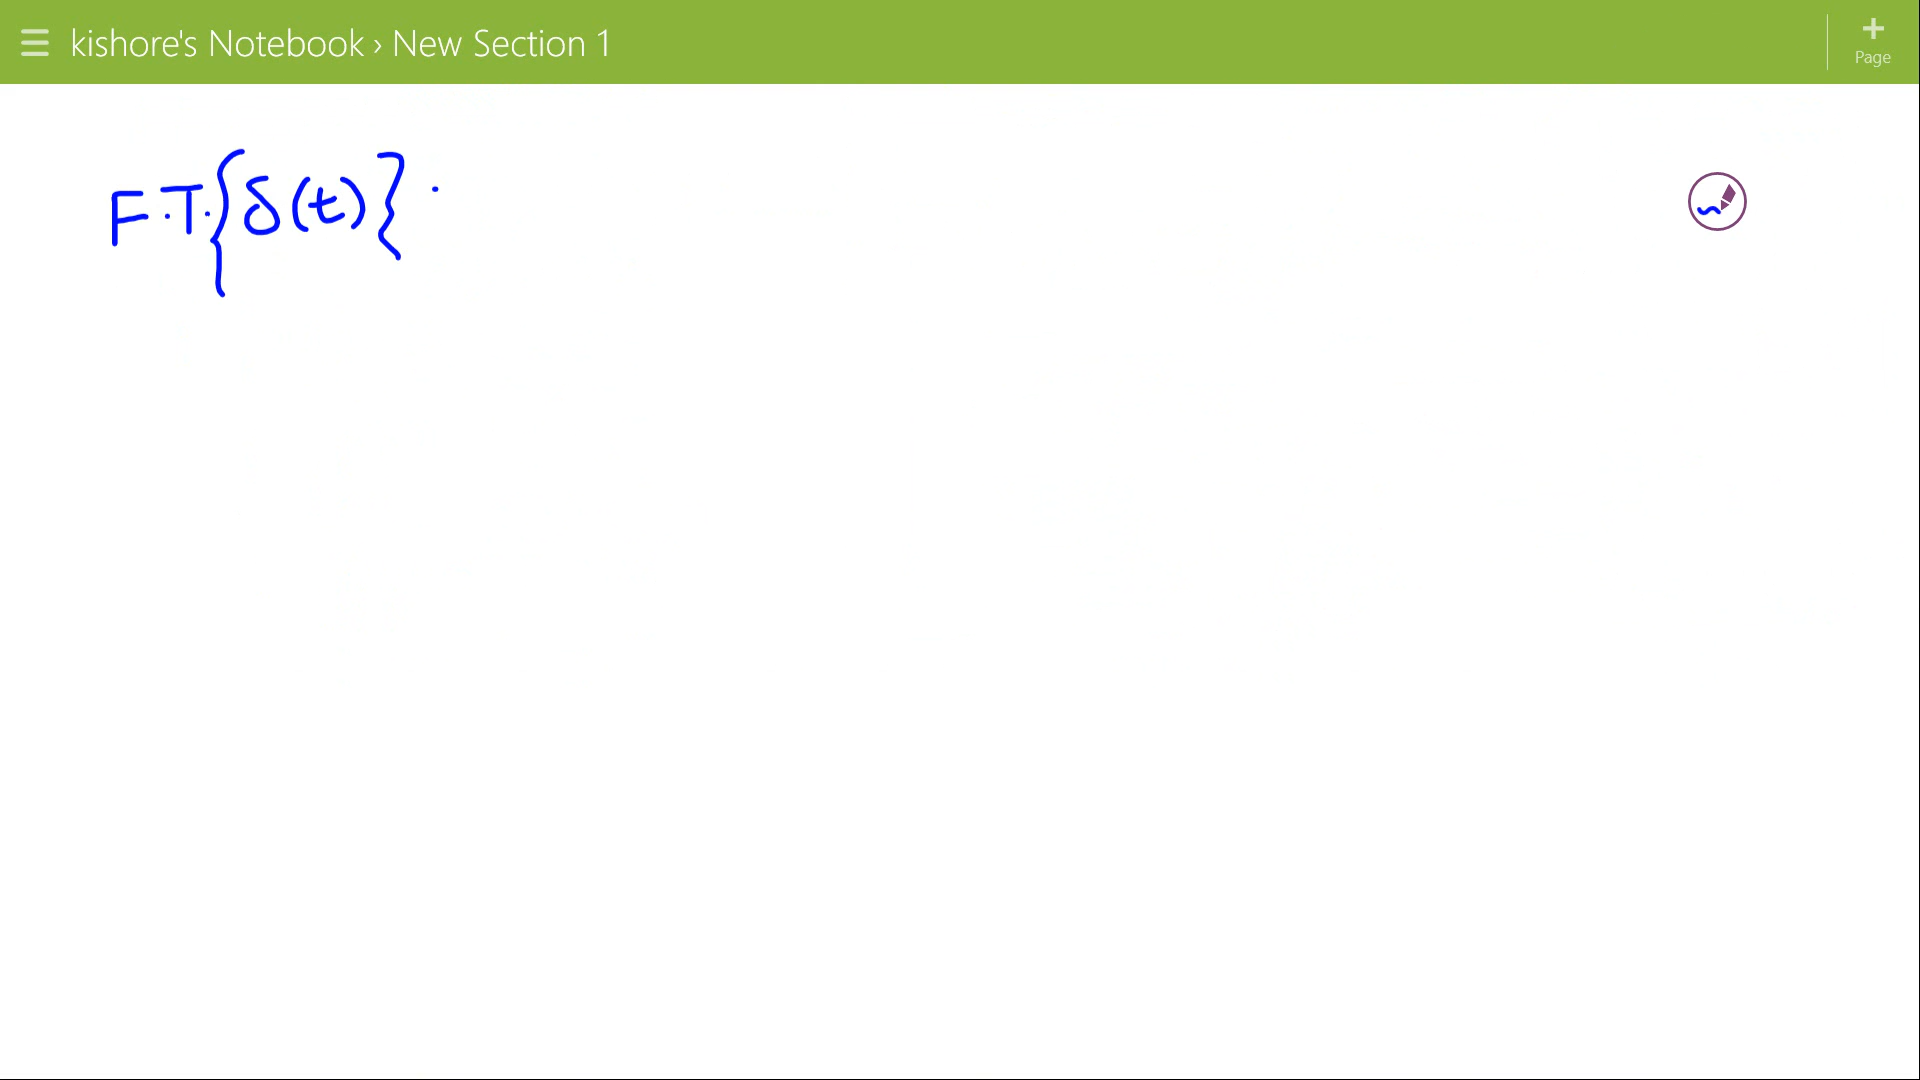 kishore's Notebook › New Section 1
Page
F.T.{δ(t)}